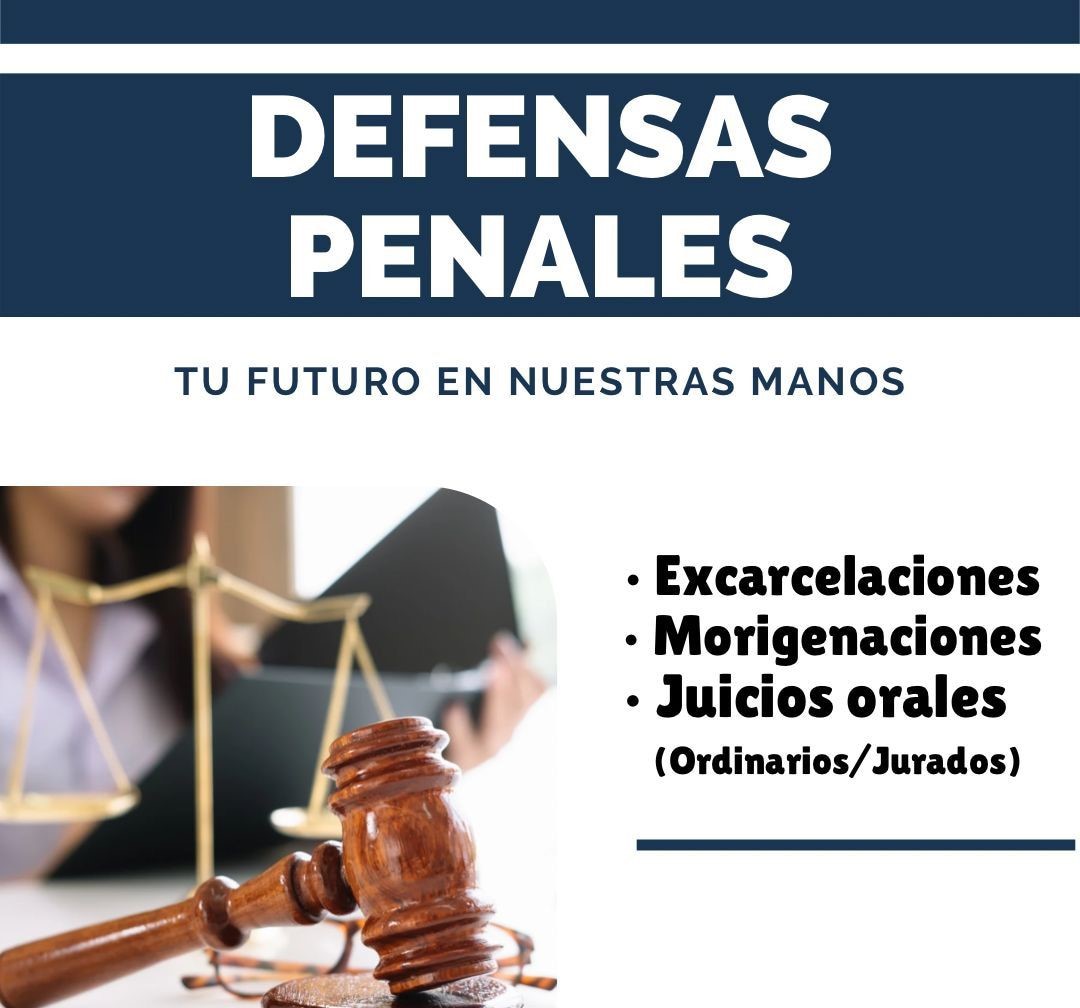 DEFENSAS
PENALES
TU FUTURO EN NUESTRAS MANOS
• Excarcelaciones
• Morigenaciones
• Juicios orales
(Ordinarios/Jurados)